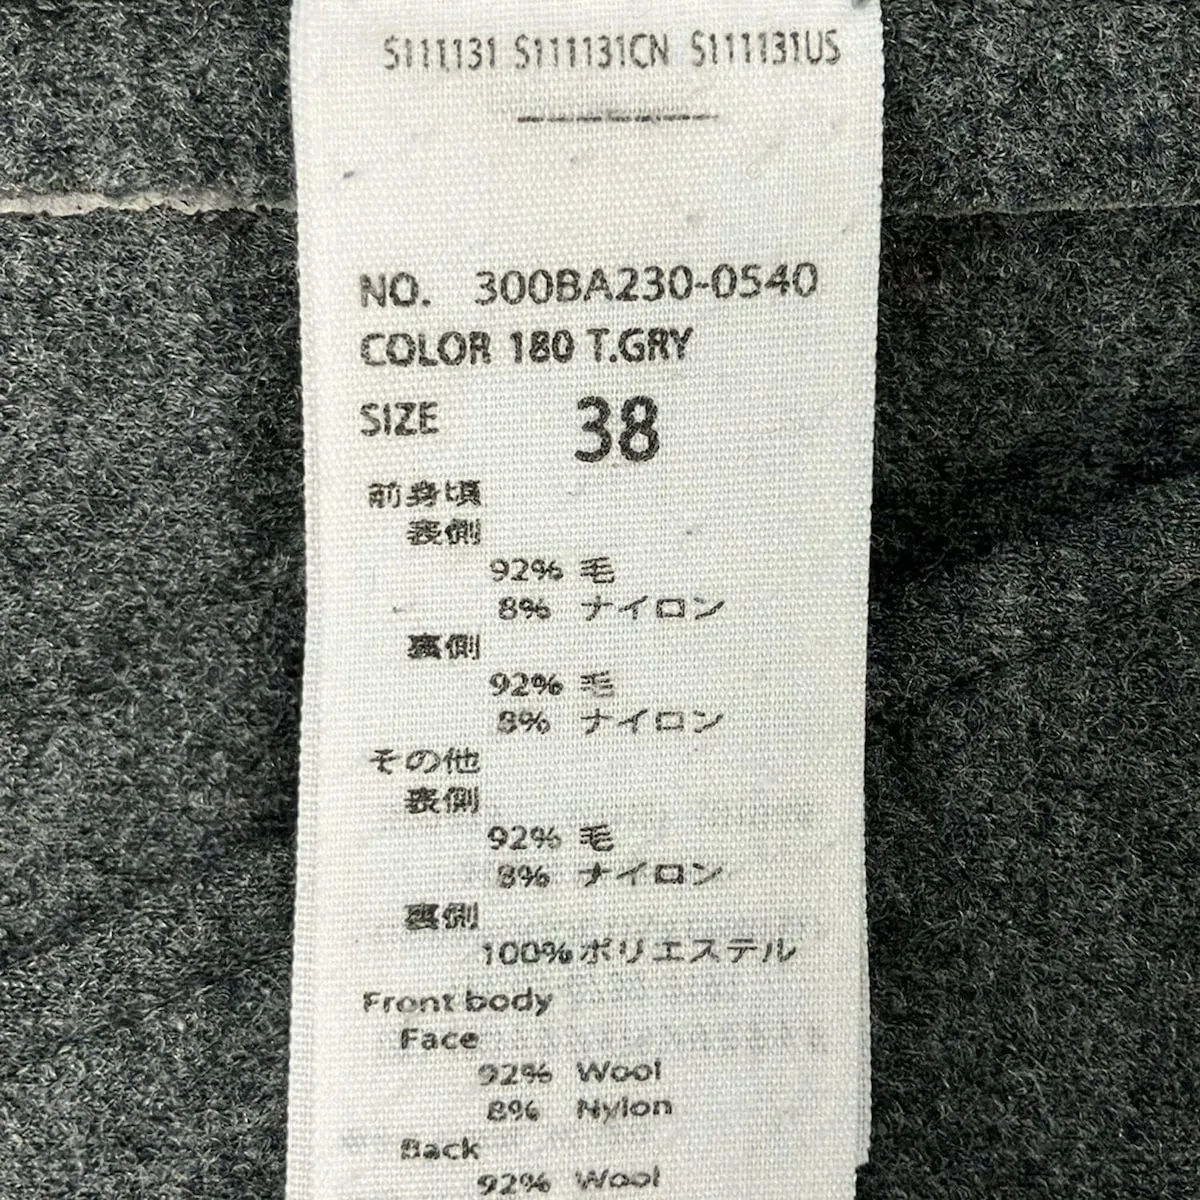 S111131 S111131CN S111131US
NO. 300BA230-0540
COLOR 180 T.GRY
SIZE 38
前身頃
表側
92% 毛
8% ナイロン
裏側
92% 毛
8% ナイロン
その他
表側
92% 毛
8% ナイロン
裏側
100%ポリエステル
Front body
Face
92% Wool
8% Nylon
Back
92% Wool